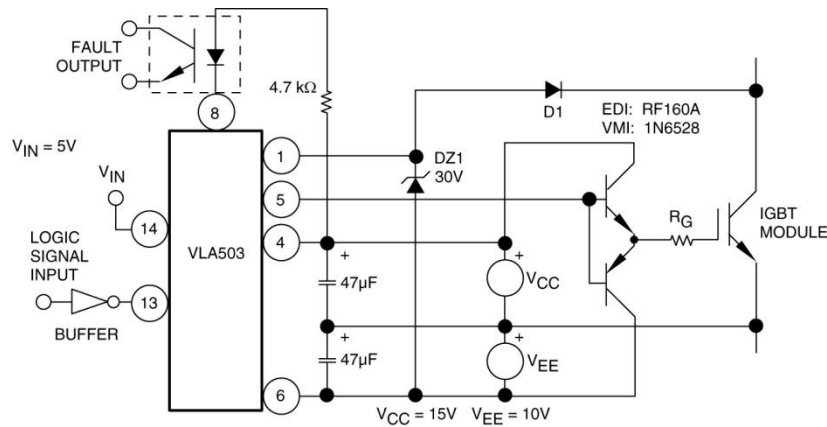 FAULT
OUTPUT
8
4.7 kΩ
V_IN = 5V
V_IN
14
LOGIC
SIGNAL
INPUT
BUFFER
13
VLA503
1
5
4
6
DZ1
30V
D1
EDI: RF160A
VMI: 1N6528
R_G
IGBT
MODULE
+
47µF
+
47µF
+
V_CC
+
V_EE
V_CC = 15V V_EE = 10V